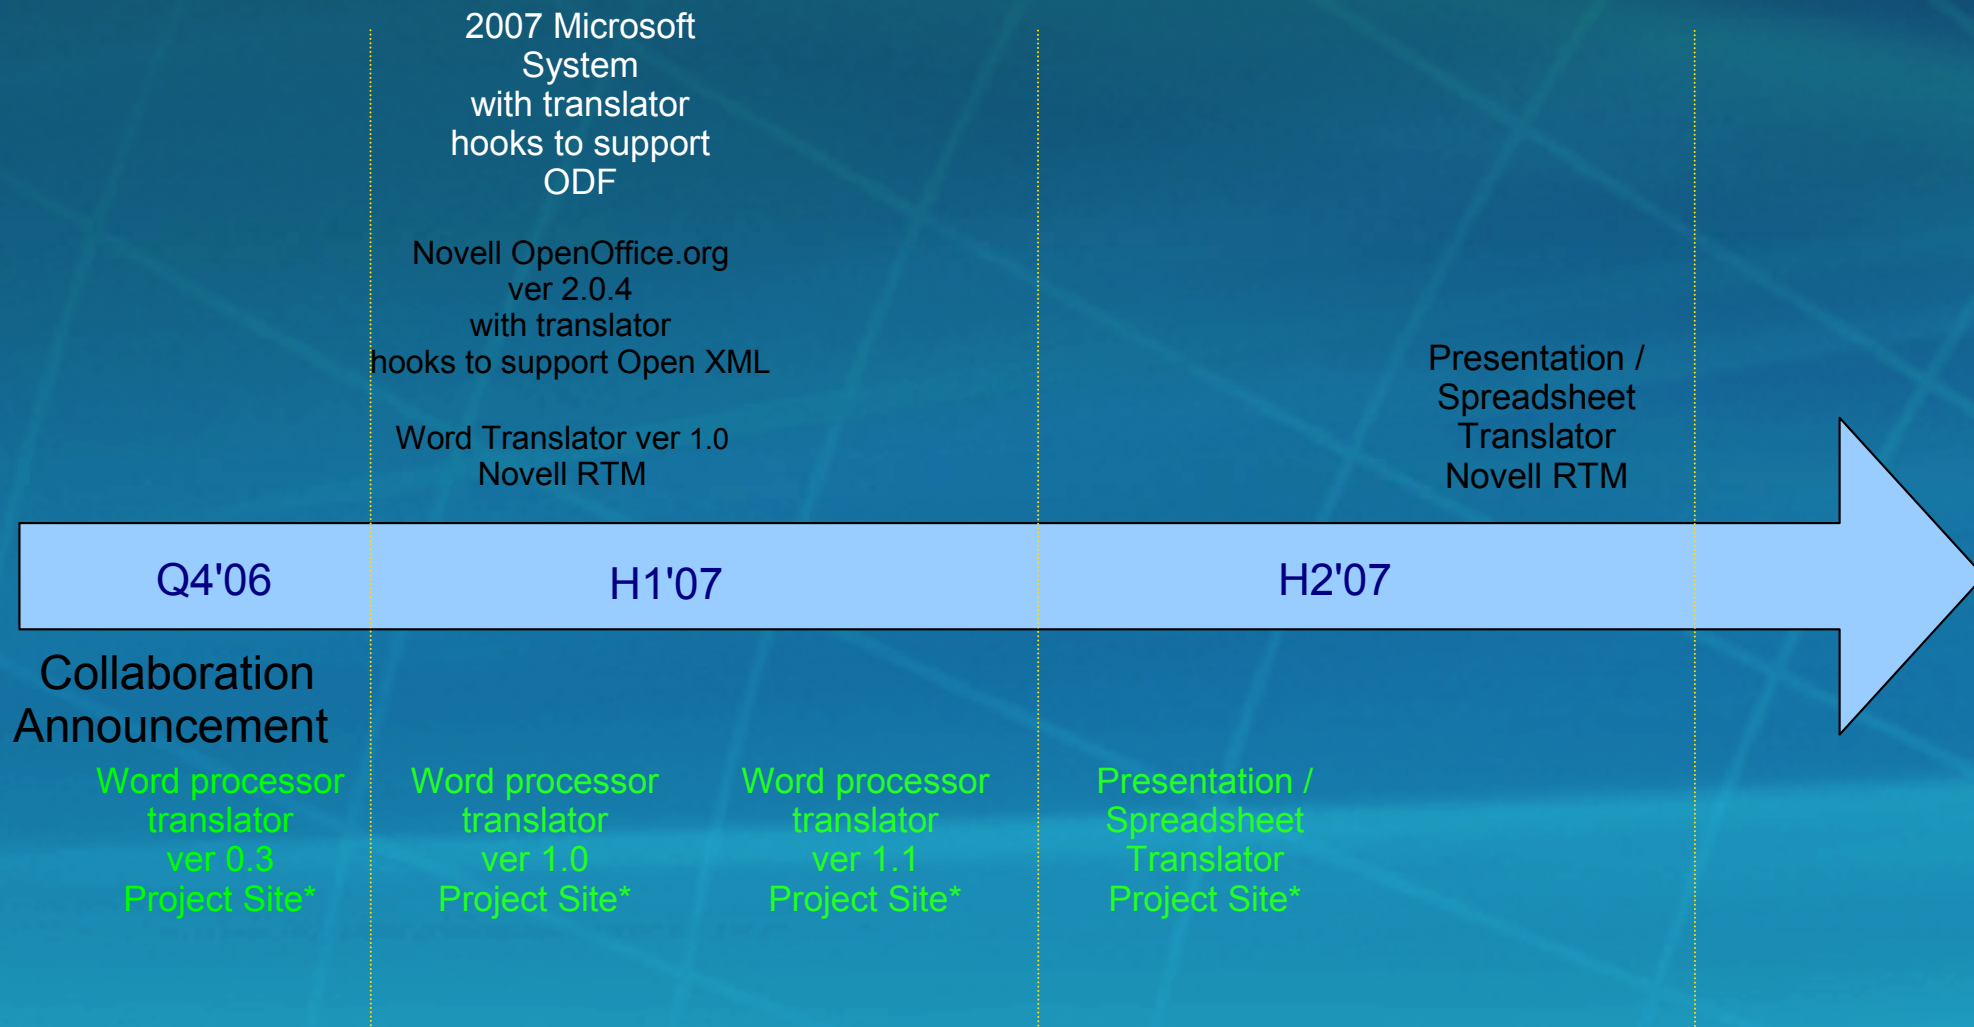 2007 Microsoft
System
with translator
hooks to support
ODF
Novell OpenOffice.org
ver 2.0.4
with translator
hooks to support Open XML
Word Translator ver 1.0
Novell RTM
Presentation /
Spreadsheet
Translator
Novell RTM
Q4'06
H1'07
H2'07
Collaboration
Announcement
Word processor
translator
ver 0.3
Project Site*
Word processor
translator
ver 1.0
Project Site*
Word processor
translator
ver 1.1
Project Site*
Presentation /
Spreadsheet
Translator
Project Site*